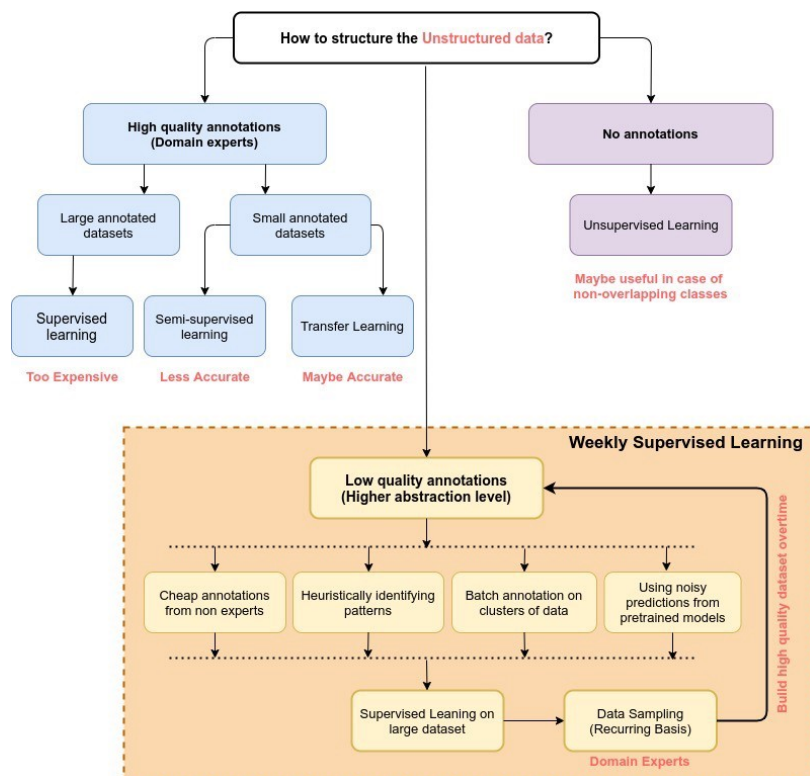 How to structure the Unstructured data?
High quality annotations
(Domain experts)
No annotations
Large annotated
datasets
Small annotated
datasets
Unsupervised Learning
Maybe useful in case of
non-overlapping classes
Supervised
learning
Semi-supervised
learning
Transfer Learning
Too Expensive
Less Accurate
Maybe Accurate
Weekly Supervised Learning
Low quality annotations
(Higher abstraction level)
Cheap annotations
from non experts
Heuristically identifying
patterns
Batch annotation on
clusters of data
Using noisy
predictions from
pretrained models
Build high quality dataset overtime
Supervised Leaning on
large dataset
Data Sampling
(Recurring Basis)
Domain Experts